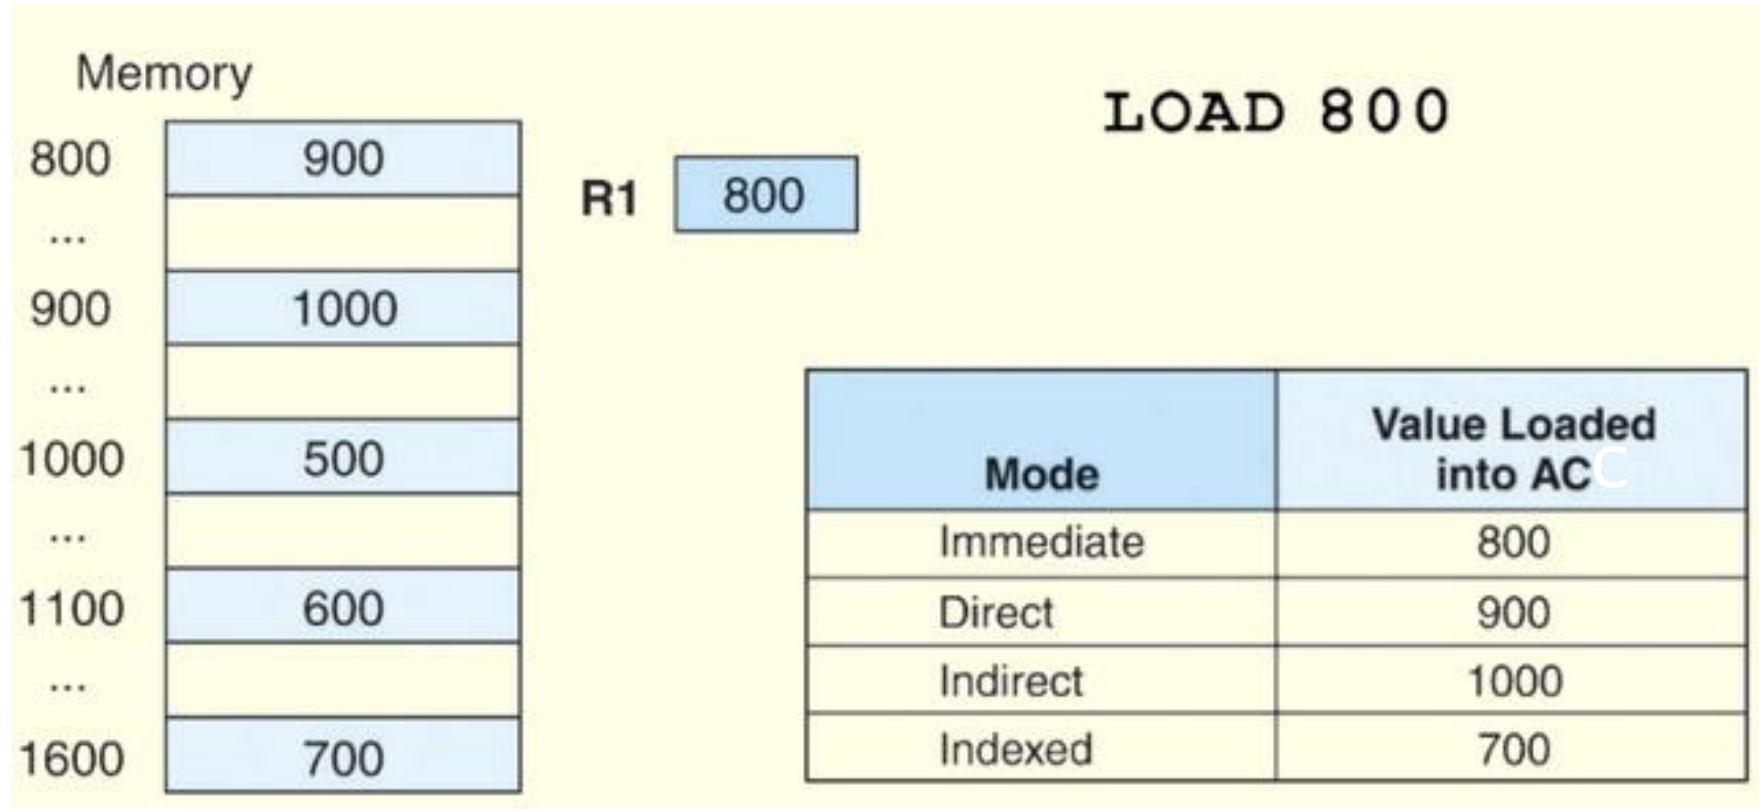 Memory
LOAD 800
800 900
R1 800
...
900 1000
...
1000 500
...
1100 600
...
1600 700
Mode Value Loaded into ACC
Immediate 800
Direct 900
Indirect 1000
Indexed 700